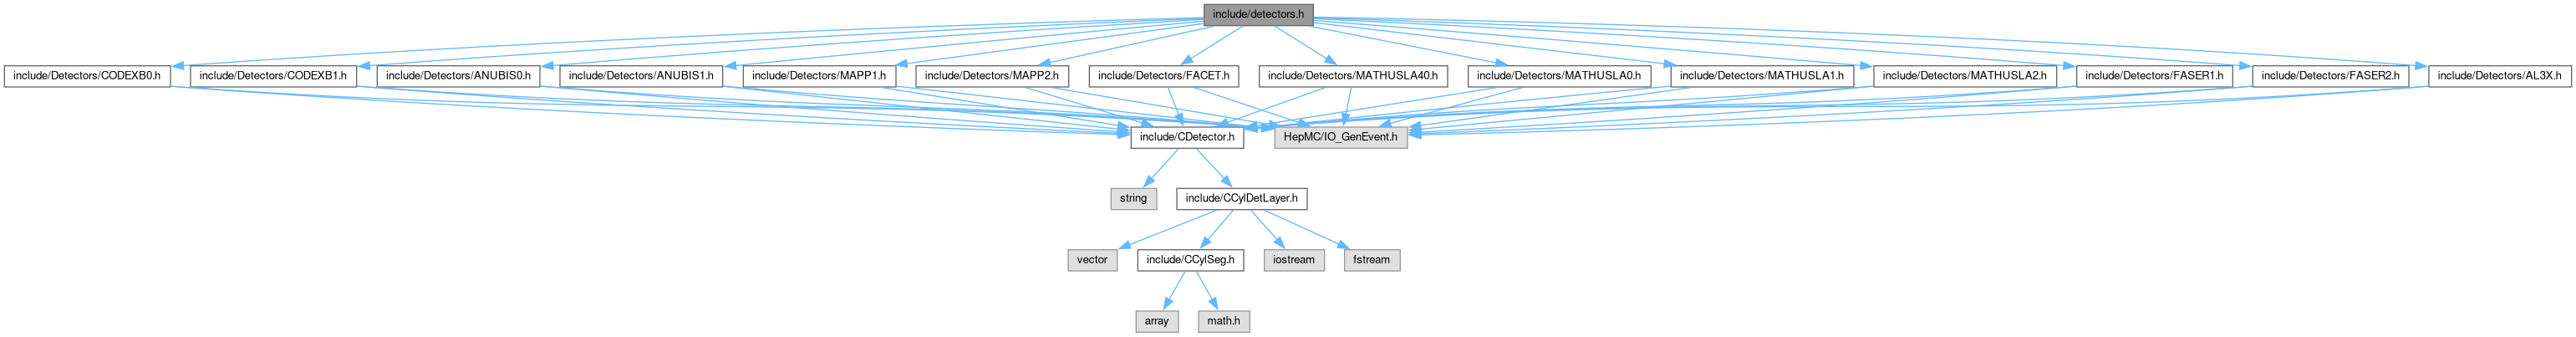 include/detectors.h
include/Detectors/CODEXB0.h
include/Detectors/CODEXB1.h
include/Detectors/ANUBIS0.h
include/Detectors/ANUBIS1.h
include/Detectors/MAPP1.h
include/Detectors/MAPP2.h
include/Detectors/FACET.h
include/Detectors/MATHUSLA40.h
include/Detectors/MATHUSLA0.h
include/Detectors/MATHUSLA1.h
include/Detectors/MATHUSLA2.h
include/Detectors/FASER1.h
include/Detectors/FASER2.h
include/Detectors/AL3X.h
include/CDetector.h
HepMC/IO_GenEvent.h
string
include/CCylDetLayer.h
vector
include/CCylSeg.h
iostream
fstream
array
math.h